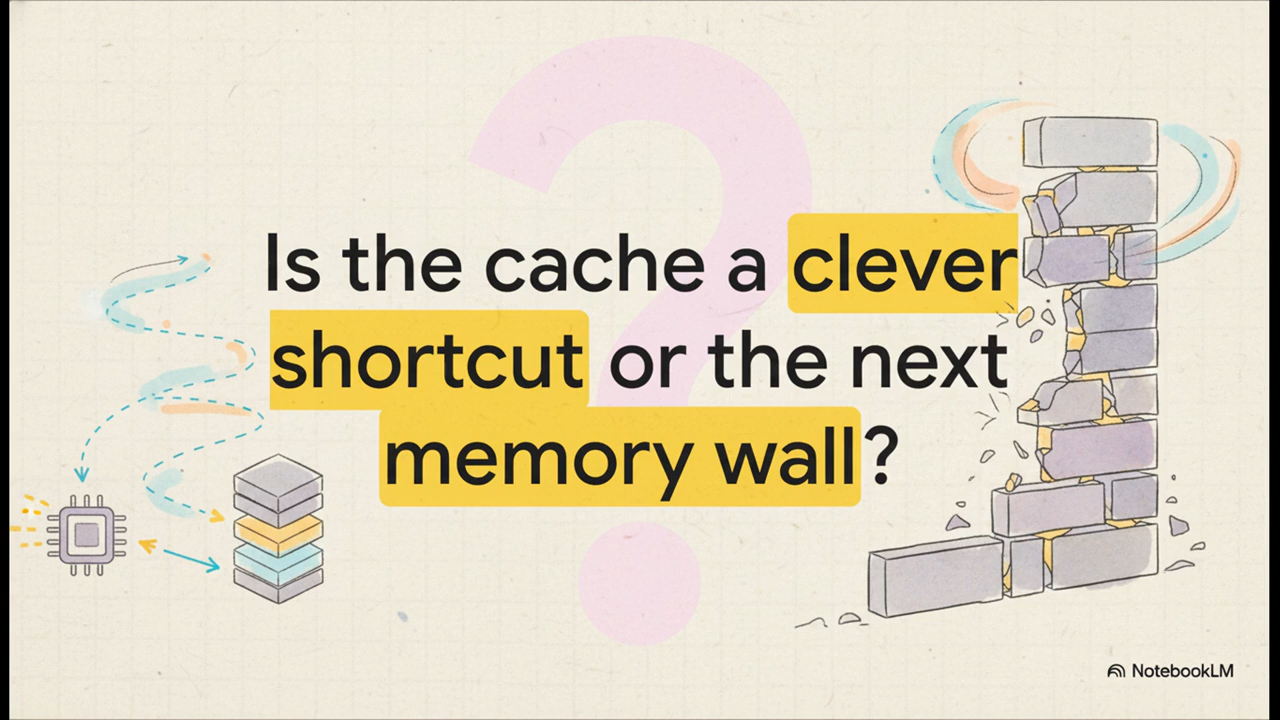 Is the cache a clever
shortcut or the next
memory wall?
NotebookLM